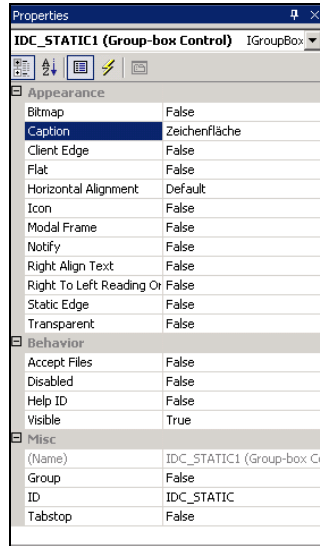 Properties
IDC_STATIC1 (Group-box Control) IGroupBox
Appearance
Bitmap False
Caption Zeichenfläche
Client Edge False
Flat False
Horizontal Alignment Default
Icon False
Modal Frame False
Notify False
Right Align Text False
Right To Left Reading Or False
Static Edge False
Transparent False
Behavior
Accept Files False
Disabled False
Help ID False
Visible True
Misc
(Name) IDC_STATIC1 (Group-box Co
Group False
ID IDC_STATIC
Tabstop False